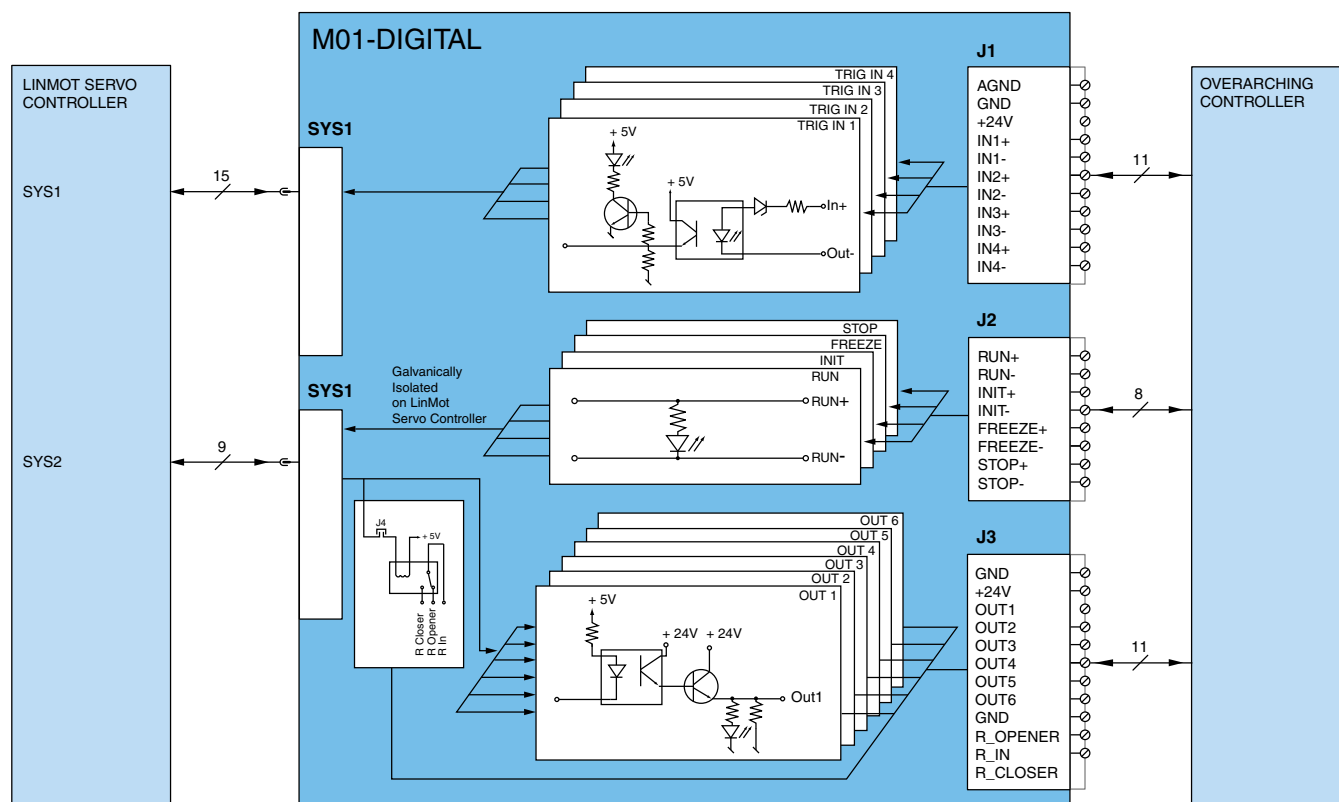 M01-DIGITAL
LINMOT SERVO
CONTROLLER
SYS1
15
SYS1
TRIG IN 4
TRIG IN 3
TRIG IN 2
TRIG IN 1
+ 5V
+ 5V
In+
Out-
J1
AGND
GND
+24V
IN1+
IN1-
IN2+
IN2-
IN3+
IN3-
IN4+
IN4-
11
OVERARCHING
CONTROLLER
SYS2
9
SYS1
Galvanically
Isolated
on LinMot
Servo Controller
STOP
FREEZE
INIT
RUN
RUN+
RUN-
J2
RUN+
RUN-
INIT+
INIT-
FREEZE+
FREEZE-
STOP+
STOP-
8
J4
+ 5V
R Closer
R Opener
R In
OUT 6
OUT 5
OUT 4
OUT 3
OUT 2
OUT 1
+ 5V
+ 24V
+ 24V
Out1
J3
GND
+24V
OUT1
OUT2
OUT3
OUT4
OUT5
OUT6
GND
R_OPENER
R_IN
R_CLOSER
11